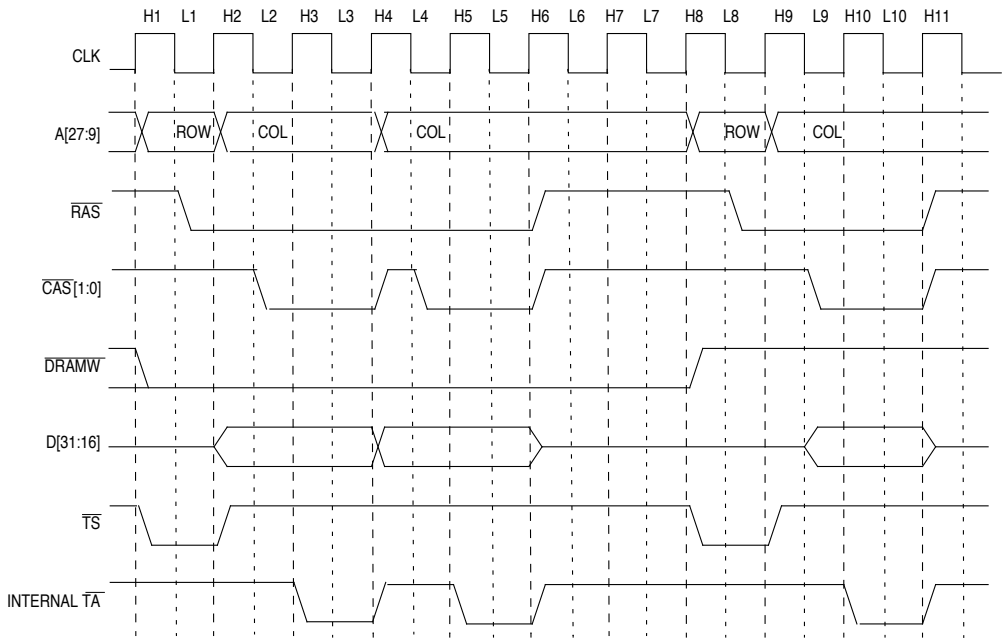 H1 L1 H2 L2 H3 L3 H4 L4 H5 L5 H6 L6 H7 L7 H8 L8 H9 L9 H10 L10 H11
CLK
A[27:9] ROW COL COL ROW COL
RAS
CAS[1:0]
DRAMW
D[31:16]
TS
INTERNAL TA